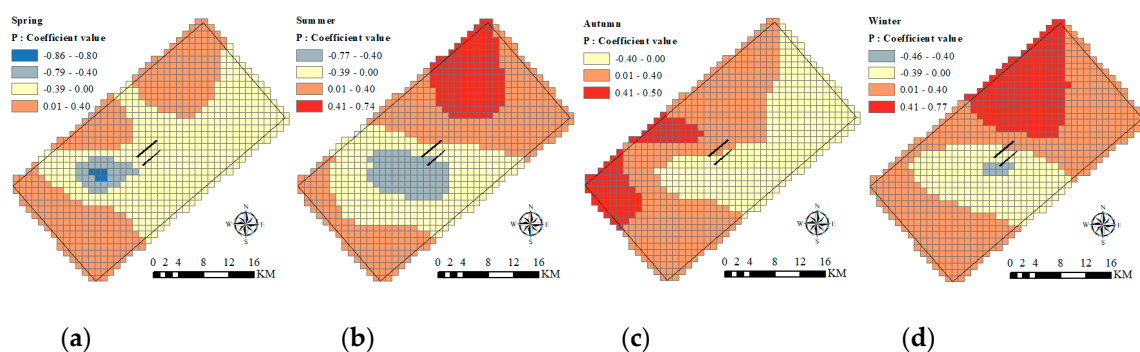 Spring
P : Coefficient value
-0.86 - -0.80
-0.79 - -0.40
-0.39 - 0.00
0.01 - 0.40
N
W E
S
0 2 4 8 12 16
KM
(a)
Summer
P : Coefficient value
-0.77 - -0.40
-0.39 - 0.00
0.01 - 0.40
0.41 - 0.74
N
W E
S
0 2 4 8 12 16
KM
(b)
Autumn
P : Coefficient value
-0.40 - 0.00
0.01 - 0.40
0.41 - 0.50
N
W E
S
0 2 4 8 12 16
KM
(c)
Winter
P : Coefficient value
-0.46 - -0.40
-0.39 - 0.00
0.01 - 0.40
0.41 - 0.77
N
W E
S
0 2 4 8 12 16
KM
(d)